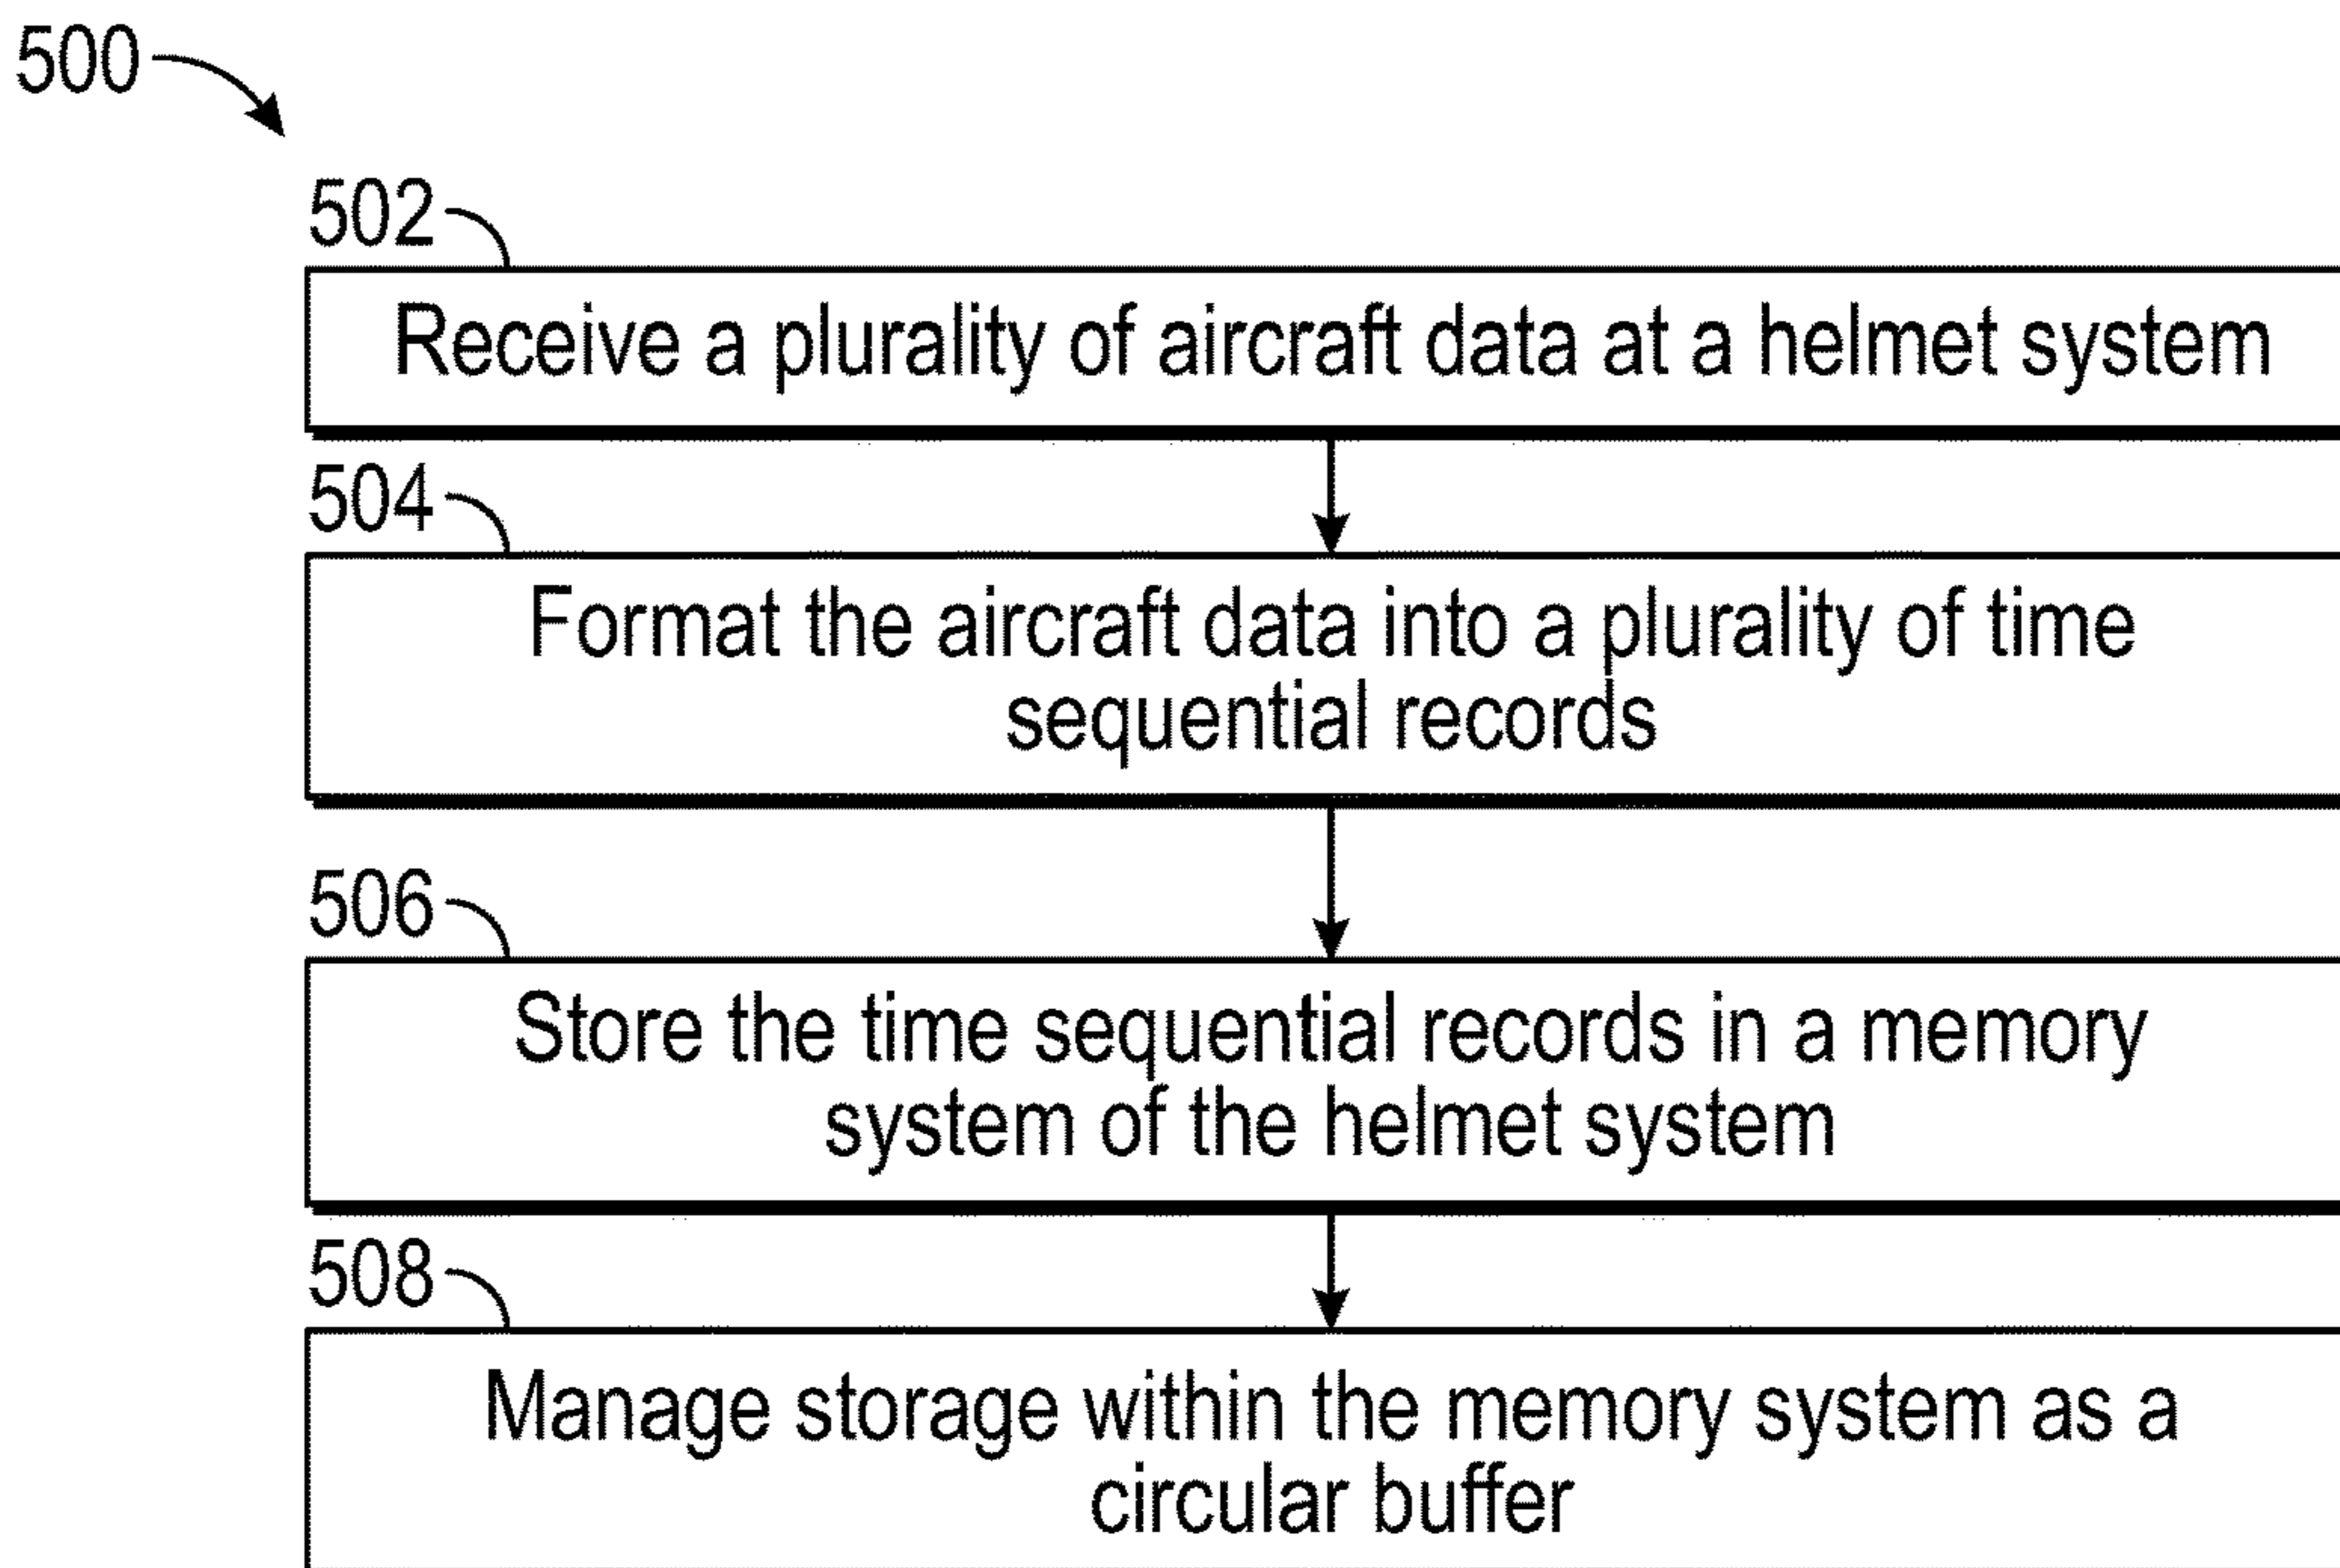 500
502
Receive a plurality of aircraft data at a helmet system
504
Format the aircraft data into a plurality of time
sequential records
506
Store the time sequential records in a memory
system of the helmet system
508
Manage storage within the memory system as a
circular buffer